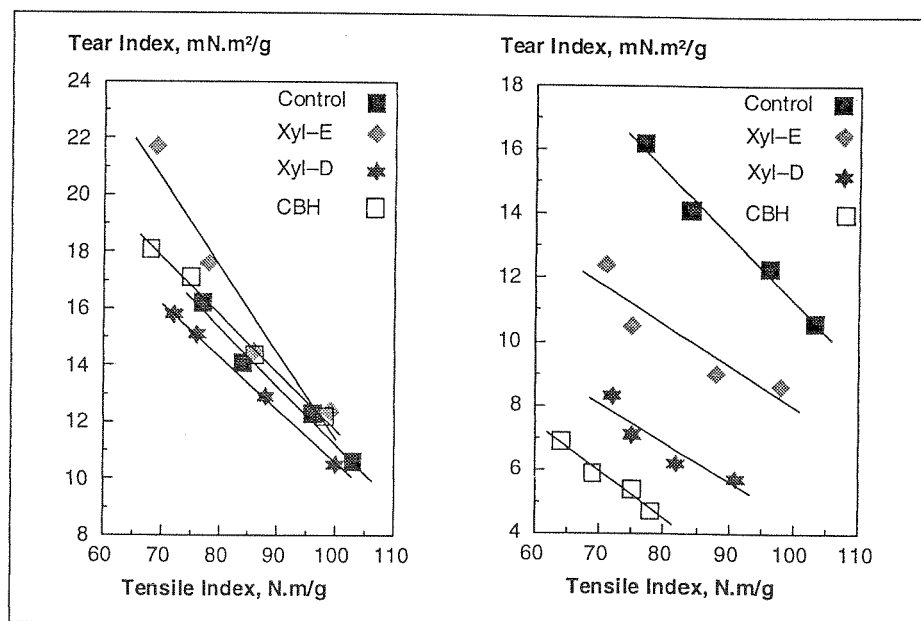 Tear Index, mN.m²/g
24
22
20
18
16
14
12
10
8
Control
Xyl–E
Xyl–D
CBH
60 70 80 90 100 110
Tensile Index, N.m/g
Tear Index, mN.m²/g
18
16
14
12
10
8
6
4
Control
Xyl–E
Xyl–D
CBH
60 70 80 90 100 110
Tensile Index, N.m/g